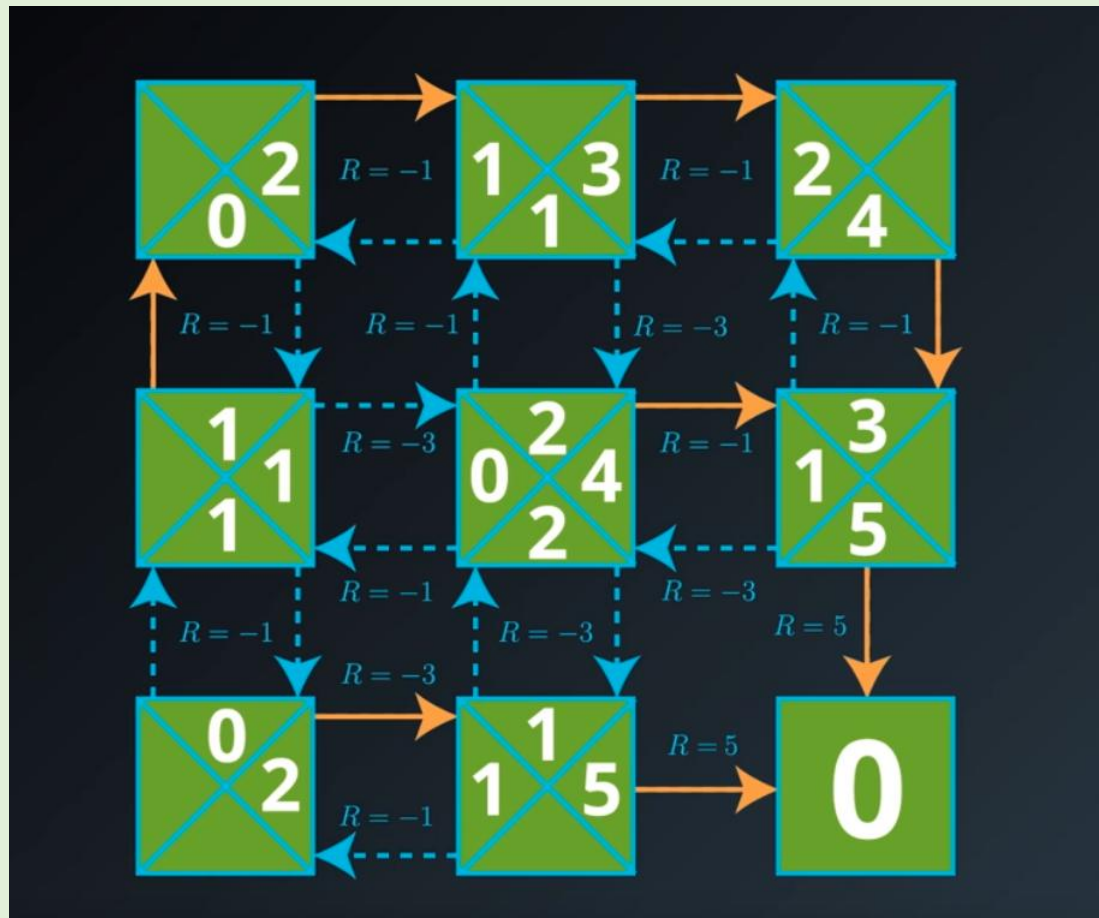 2 R = −1 1 3 R = −1 2
0 1 4
R = −1 R = −1 R = −3 R = −1
1 2 3
1 R = −3 0 4 R = −1 1
1 2 5
R = −1 R = −3
R = −1 R = −3 R = 5
R = −3
0 1
2 1 5 R = 5 0
R = −1